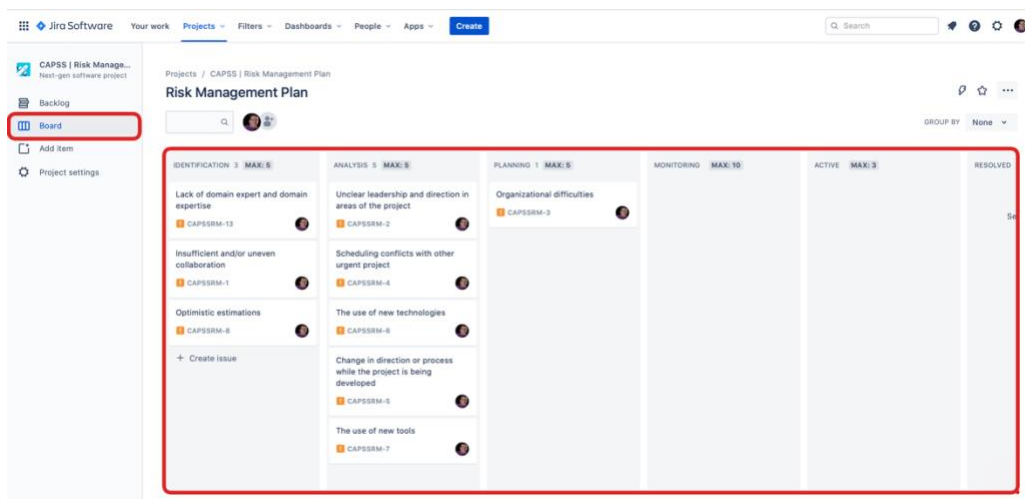 Jira Software Your work Projects Filters Dashboards People Apps Create Search
CAPSS | Risk Manage...
Next-gen software project
Backlog
Board
Add item
Project settings
Projects / CAPSS | Risk Management Plan
Risk Management Plan
GROUP BY None
IDENTIFICATION 3 MAX: 5
Lack of domain expert and domain
expertise
CAPSSRM-13
Insufficient and/or uneven
collaboration
CAPSSRM-1
Optimistic estimations
CAPSSRM-8
+ Create issue
ANALYSIS 5 MAX: 5
Unclear leadership and direction in
areas of the project
CAPSSRM-2
Scheduling conflicts with other
urgent project
CAPSSRM-4
The use of new technologies
CAPSSRM-6
Change in direction or process
while the project is being
developed
CAPSSRM-5
The use of new tools
CAPSSRM-7
PLANNING 1 MAX: 5
Organizational difficulties
CAPSSRM-3
MONITORING MAX: 10
ACTIVE MAX: 3
RESOLVED
Se